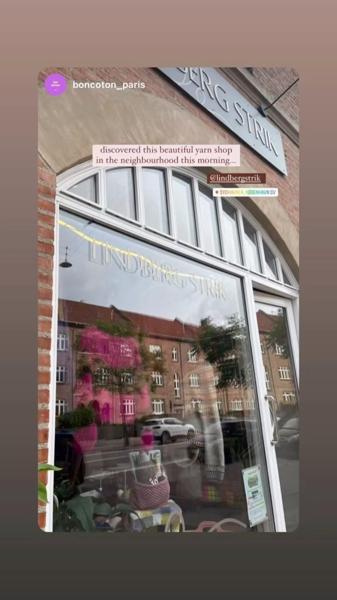 boncoton_paris
BERG STRIK
discovered this beautiful yarn shop
in the neighbourhood this morning...
@lindbergstrik
LINDBERG STRIK